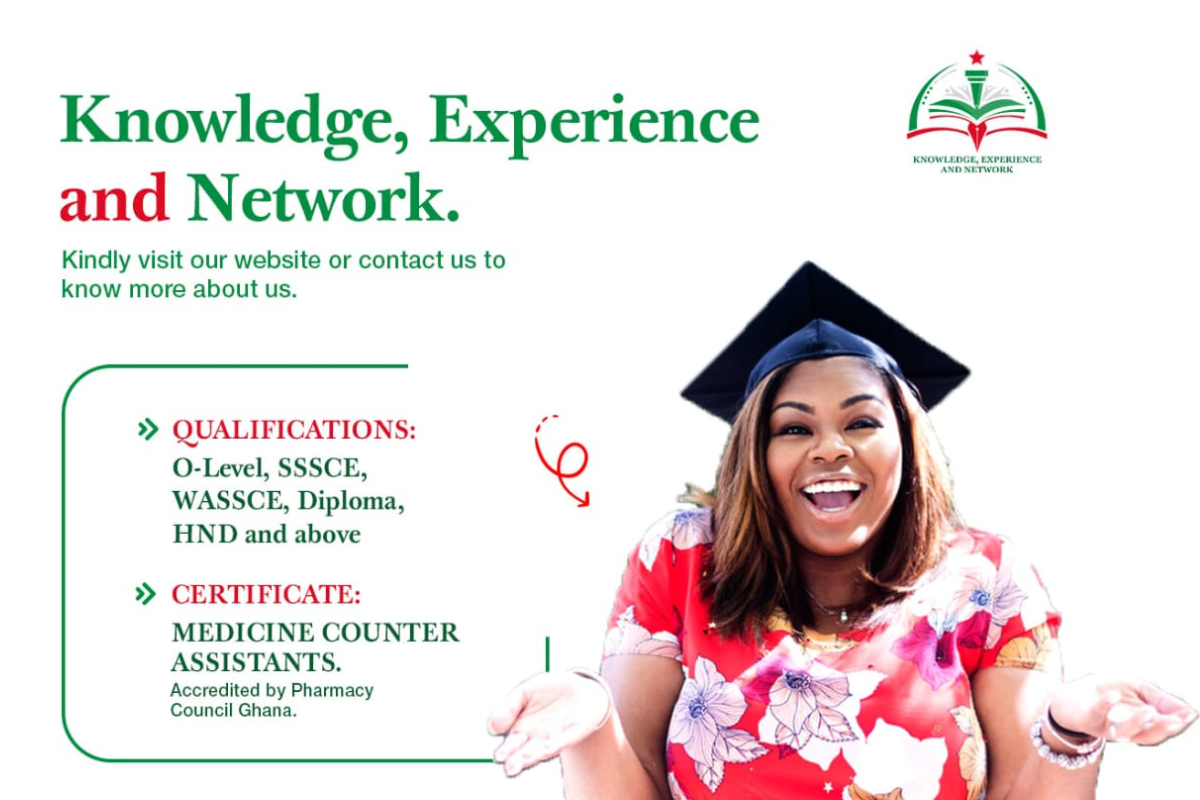 Knowledge, Experience
and Network.
Kindly visit our website or contact us to
know more about us.
KNOWLEDGE, EXPERIENCE
AND NETWORK
QUALIFICATIONS:
O-Level, SSSCE,
WASSCE, Diploma,
HND and above
CERTIFICATE:
MEDICINE COUNTER
ASSISTANTS.
Accredited by Pharmacy
Council Ghana.